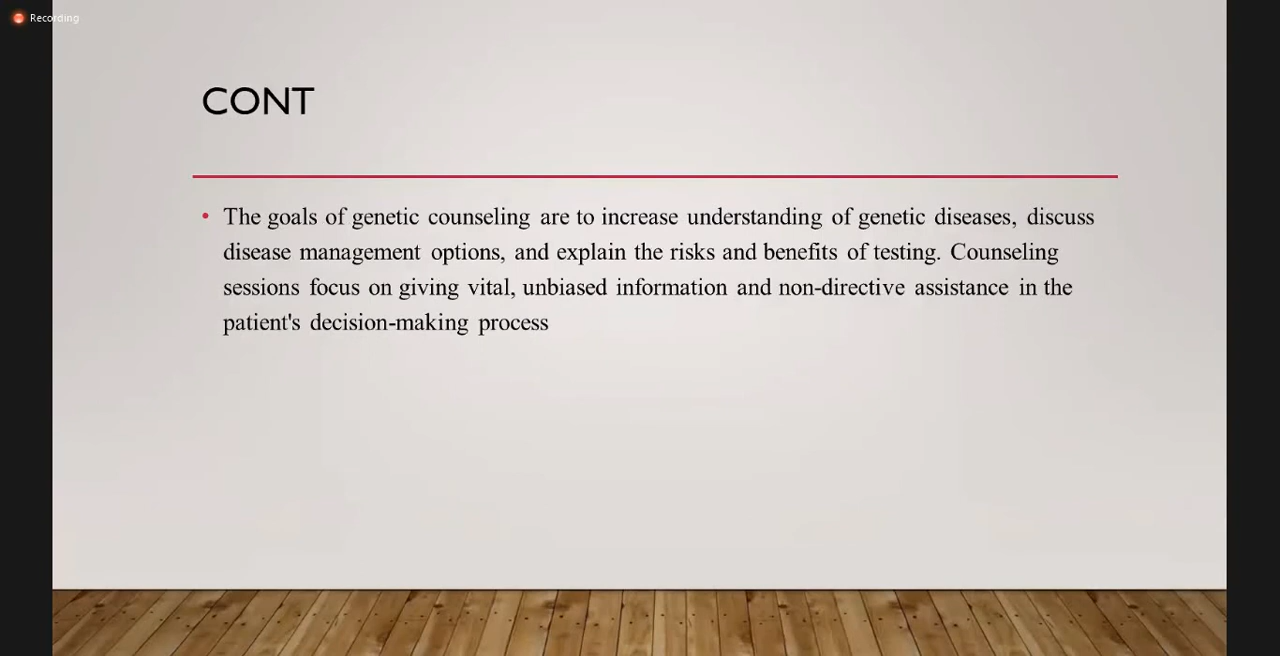 Recording
CONT
• The goals of genetic counseling are to increase understanding of genetic diseases, discuss
disease management options, and explain the risks and benefits of testing. Counseling
sessions focus on giving vital, unbiased information and non-directive assistance in the
patient's decision-making process